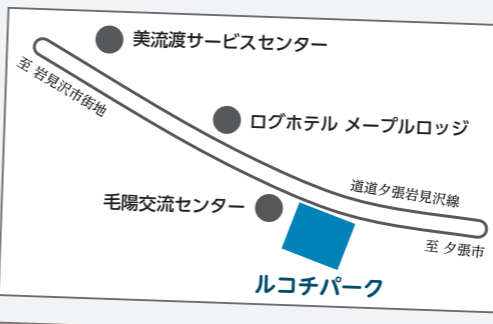 美流渡サービスセンター
至 岩見沢市街地
ログホテル メープルロッジ
道道夕張岩見沢線
毛陽交流センター
至 夕張市
ルコチパーク